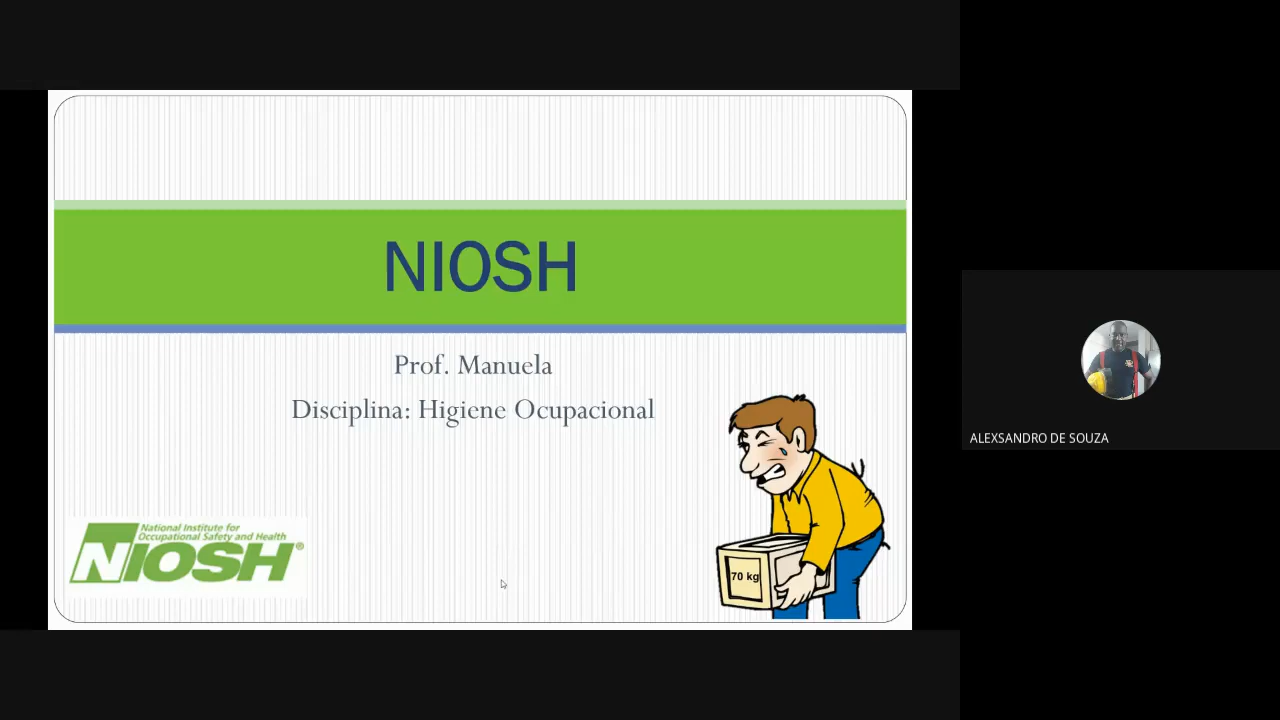 NIOSH
Prof. Manuela
Disciplina: Higiene Ocupacional
National Institute for
Occupational Safety and Health
NIOSH®
70 kg
ALEXSANDRO DE SOUZA